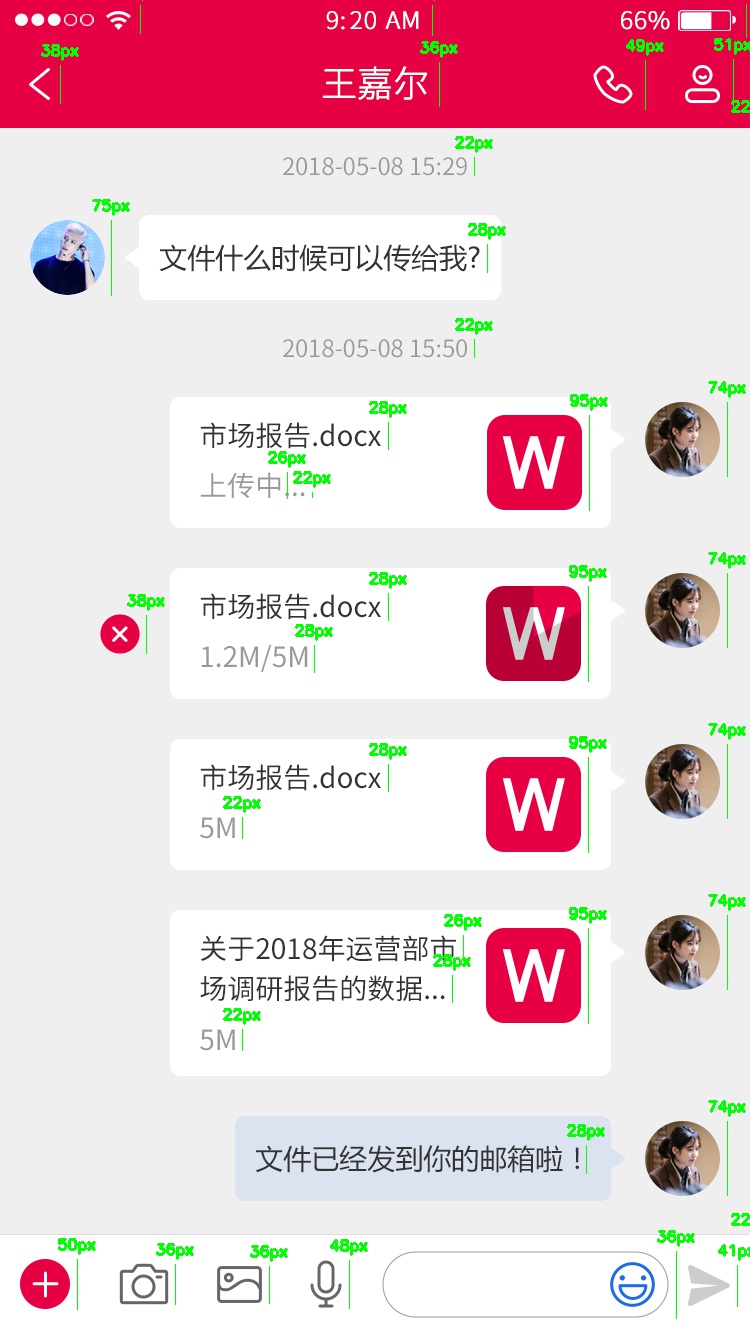 9:20 AM 66%
38px 36px 49px 51px
王嘉尔
22
22px
2018-05-08 15:29
75px
28px
文件什么时候可以传给我?
22px
2018-05-08 15:50
74px
28px 95px
市场报告.docx
W
26px 22px
上传中...
74px
28px 95px
市场报告.docx
W
38px
28px
1.2M/5M
74px
28px 95px
市场报告.docx
W
22px
5M
74px
26px 95px
关于2018年运营部市
W
28px
场调研报告的数据...
22px
5M
74px
28px
文件已经发到你的邮箱啦！
22
50px 36px 36px 48px 36px 41px